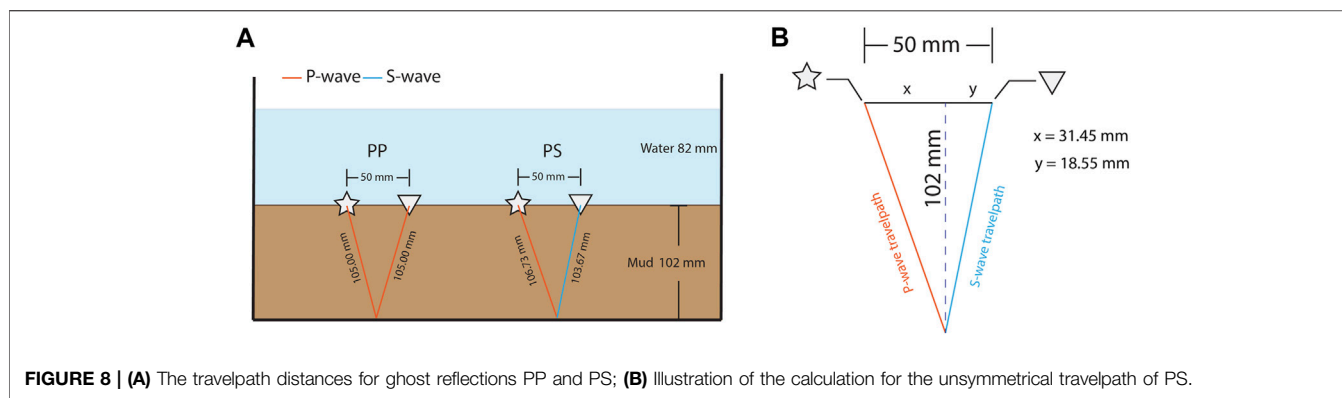 A
P-wave
S-wave
PP
PS
Water 82 mm
50 mm
50 mm
105.00 mm
105.00 mm
106.73 mm
103.67 mm
Mud 102 mm
B
50 mm
x
y
102 mm
x = 31.45 mm
y = 18.55 mm
P-wave travelpath
S-wave travelpath
FIGURE 8 | (A) The travelpath distances for ghost reflections PP and PS; (B) Illustration of the calculation for the unsymmetrical travelpath of PS.